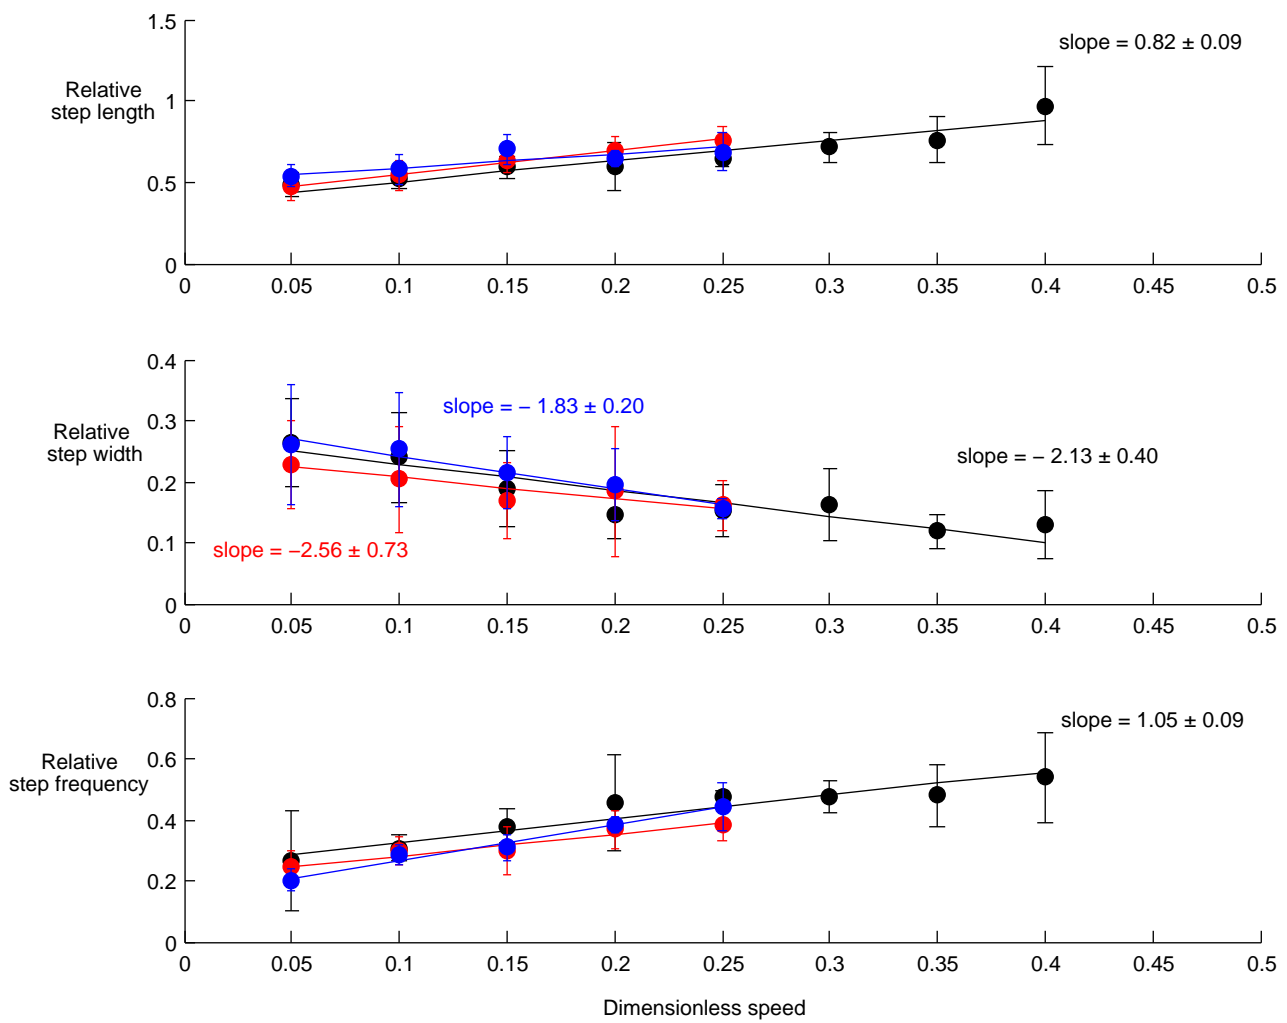 1.5
slope = 0.82 ± 0.09
Relative
step length
1
0.5
0
0 0.05 0.1 0.15 0.2 0.25 0.3 0.35 0.4 0.45 0.5
0.4
slope = − 1.83 ± 0.20
0.3
Relative
step width
slope = − 2.13 ± 0.40
0.2
0.1
slope = −2.56 ± 0.73
0
0 0.05 0.1 0.15 0.2 0.25 0.3 0.35 0.4 0.45 0.5
0.8
slope = 1.05 ± 0.09
0.6
Relative
step frequency
0.4
0.2
0
0 0.05 0.1 0.15 0.2 0.25 0.3 0.35 0.4 0.45 0.5
Dimensionless speed